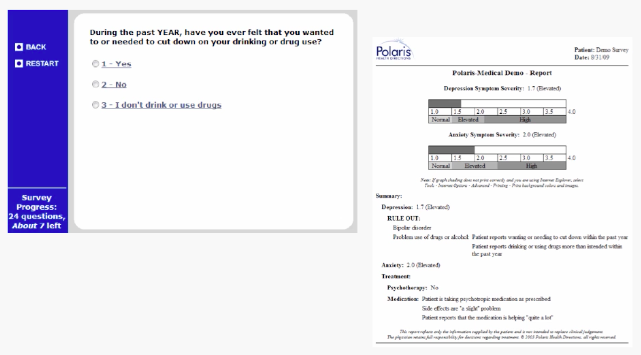 During the past YEAR, have you ever felt that you wanted
to or needed to cut down on your drinking or drug use?
BACK
RESTART
1 - Yes
2 - No
3 - I don't drink or use drugs
Survey
Progress:
24 questions,
About 7 left
Polaris
HEALTH DIRECTIONS
Patient: Demo Survey
Date: 8/31/09
Polaris Medical Demo - Report
Depression Symptom Severity: 1.7 (Elevated)
1.0 1.5 2.0 2.5 3.0 3.5 4.0
Normal Elevated High
Anxiety Symptom Severity: 2.0 (Elevated)
1.0 1.5 2.0 2.5 3.0 3.5 4.0
Normal Elevated High
Note: If graph shading does not print correctly and you are using Internet Explorer, select
Tools - Internet Options - Advanced - Printing - Print background colors and images.
Summary:
Depression: 1.7 (Elevated)
RULE OUT:
Bipolar disorder
Problem use of drugs or alcohol: Patient reports wanting or needing to cut down within the past year
Patient reports drinking or using drugs more than intended within
the past year
Anxiety: 2.0 (Elevated)
Treatment:
Psychotherapy: No
Medication: Patient is taking psychotropic medication as prescribed
Side effects are "a slight" problem
Patient reports that the medication is helping "quite a lot"
This report reflects only the information supplied by the patient and is not intended to replace clinical judgement.
The physician retains full responsibility for decisions regarding treatment. © 2003 Polaris Health Directions, all rights reserved.